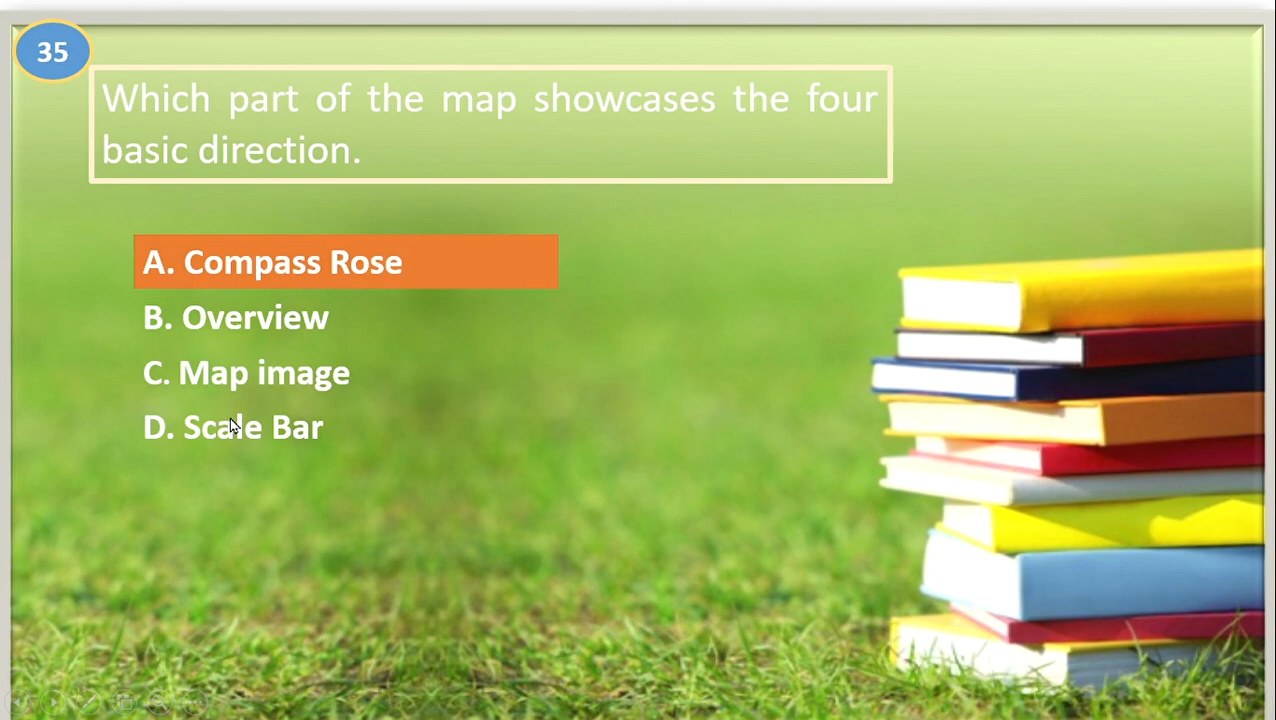 35
Which part of the map showcases the four
basic direction.
A. Compass Rose
B. Overview
C. Map image
D. Scale Bar